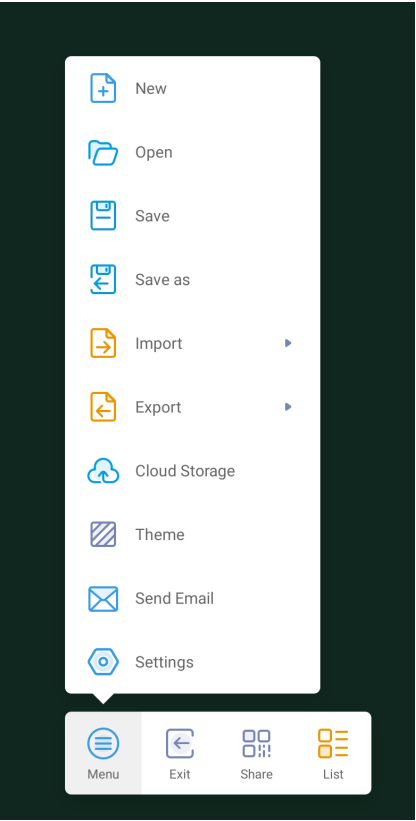 New
Open
Save
Save as
Import
Export
Cloud Storage
Theme
Send Email
Settings
Menu
Exit
Share
List